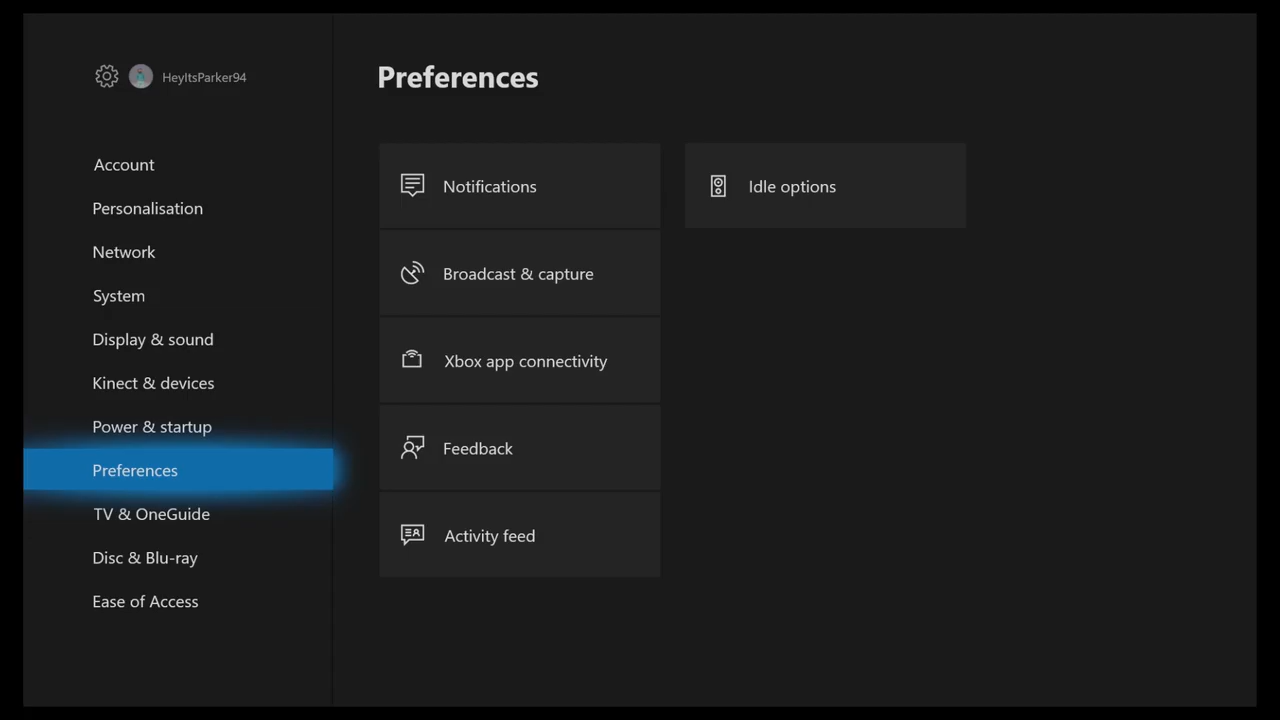 HeyItsParker94
Account
Personalisation
Network
System
Display & sound
Kinect & devices
Power & startup
Preferences
TV & OneGuide
Disc & Blu-ray
Ease of Access
Preferences
Notifications
Broadcast & capture
Xbox app connectivity
Feedback
Activity feed
Idle options